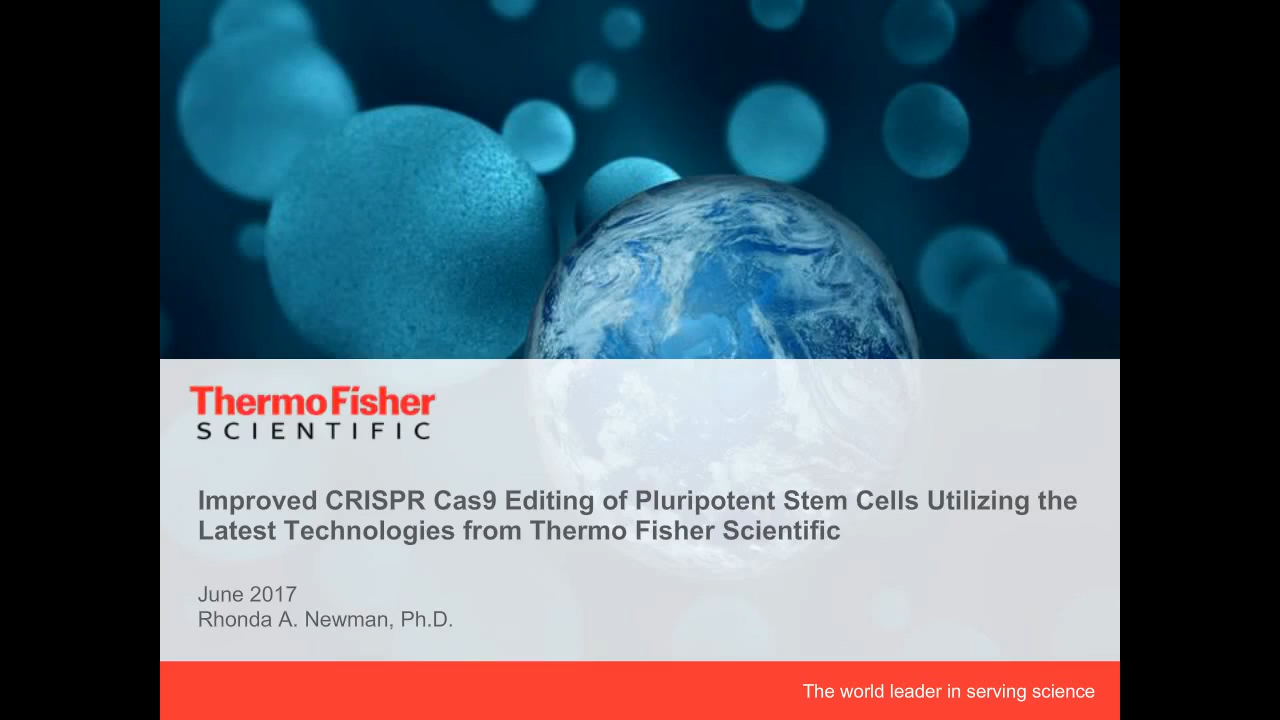 ThermoFisher
SCIENTIFIC
Improved CRISPR Cas9 Editing of Pluripotent Stem Cells Utilizing the
Latest Technologies from Thermo Fisher Scientific
June 2017
Rhonda A. Newman, Ph.D.
The world leader in serving science